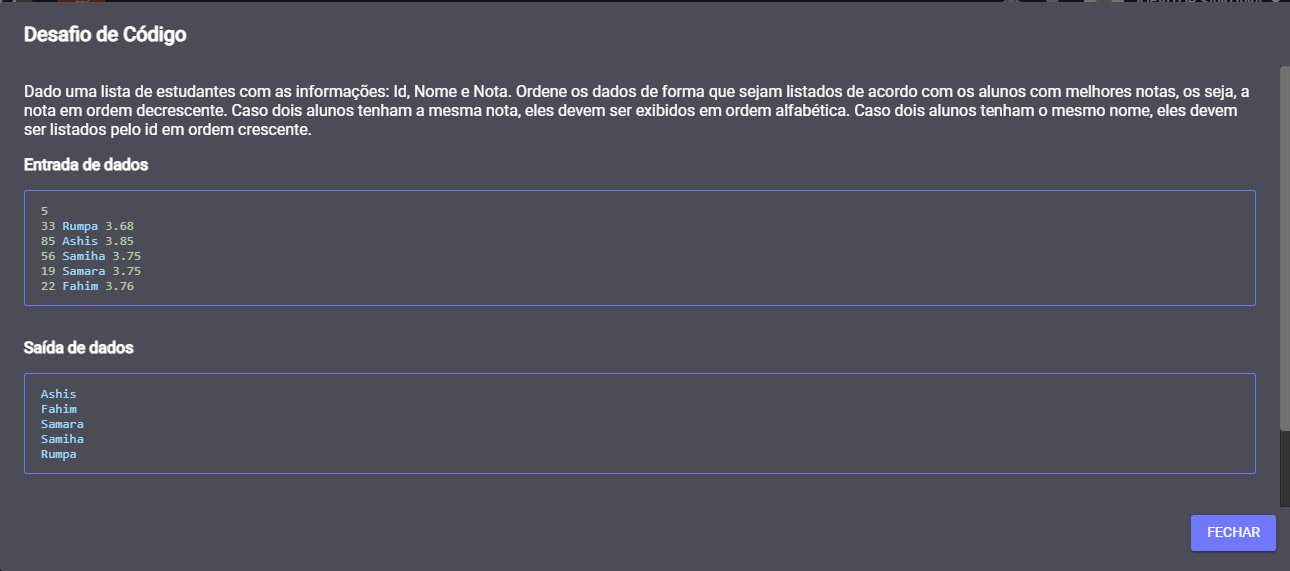 Desafio de Código
Dado uma lista de estudantes com as informações: Id, Nome e Nota. Ordene os dados de forma que sejam listados de acordo com os alunos com melhores notas, os seja, a
nota em ordem decrescente. Caso dois alunos tenham a mesma nota, eles devem ser exibidos em ordem alfabética. Caso dois alunos tenham o mesmo nome, eles devem
ser listados pelo id em ordem crescente.
Entrada de dados
5
33 Rumpa 3.68
85 Ashis 3.85
56 Samiha 3.75
19 Samara 3.75
22 Fahim 3.76
Saída de dados
Ashis
Fahim
Samara
Samiha
Rumpa
FECHAR